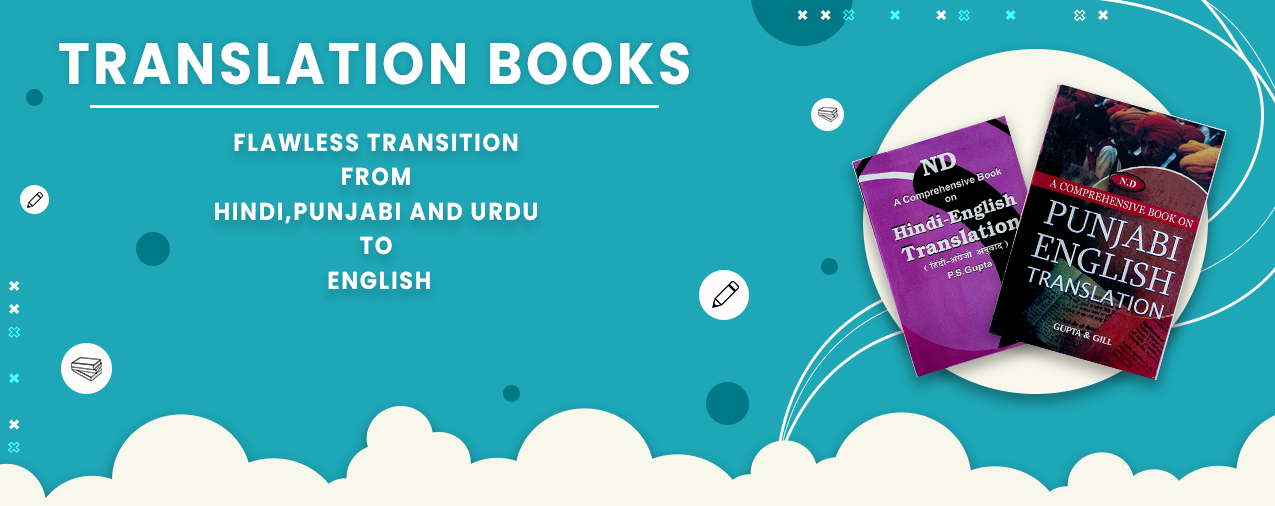 TRANSLATION BOOKS
FLAWLESS TRANSITION
FROM
HINDI,PUNJABI AND URDU
TO
ENGLISH
ND
A Comprehensive Book
on
Hindi-English
Translation
( हिंदी-अंग्रेजी अनुवाद )
P.S.Gupta
N.D
A COMPREHENSIVE BOOK ON
PUNJABI
ENGLISH
TRANSLATION
GUPTA & GILL